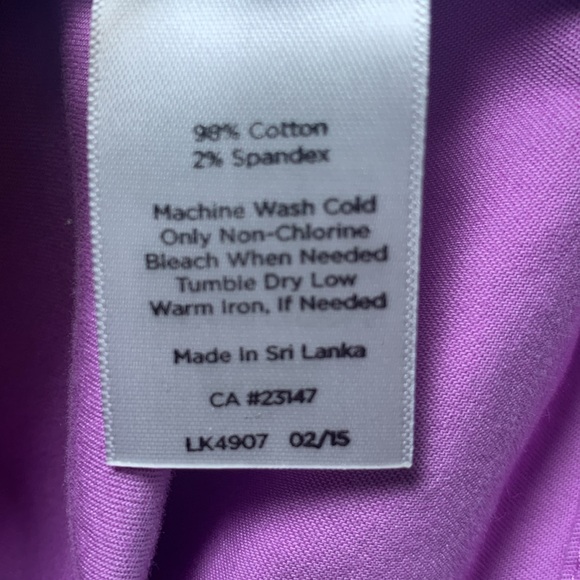 98% Cotton
2% Spandex
Machine Wash Cold
Only Non-Chlorine
Bleach When Needed
Tumble Dry Low
Warm Iron, If Needed
Made In Sri Lanka
CA #23147
LK4907 02/15